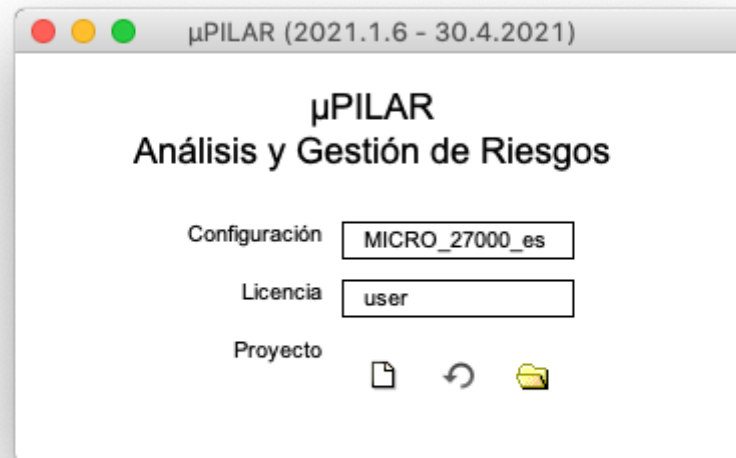 µPILAR (2021.1.6 - 30.4.2021)
µPILAR
Análisis y Gestión de Riesgos
Configuración MICRO_27000_es
Licencia user
Proyecto